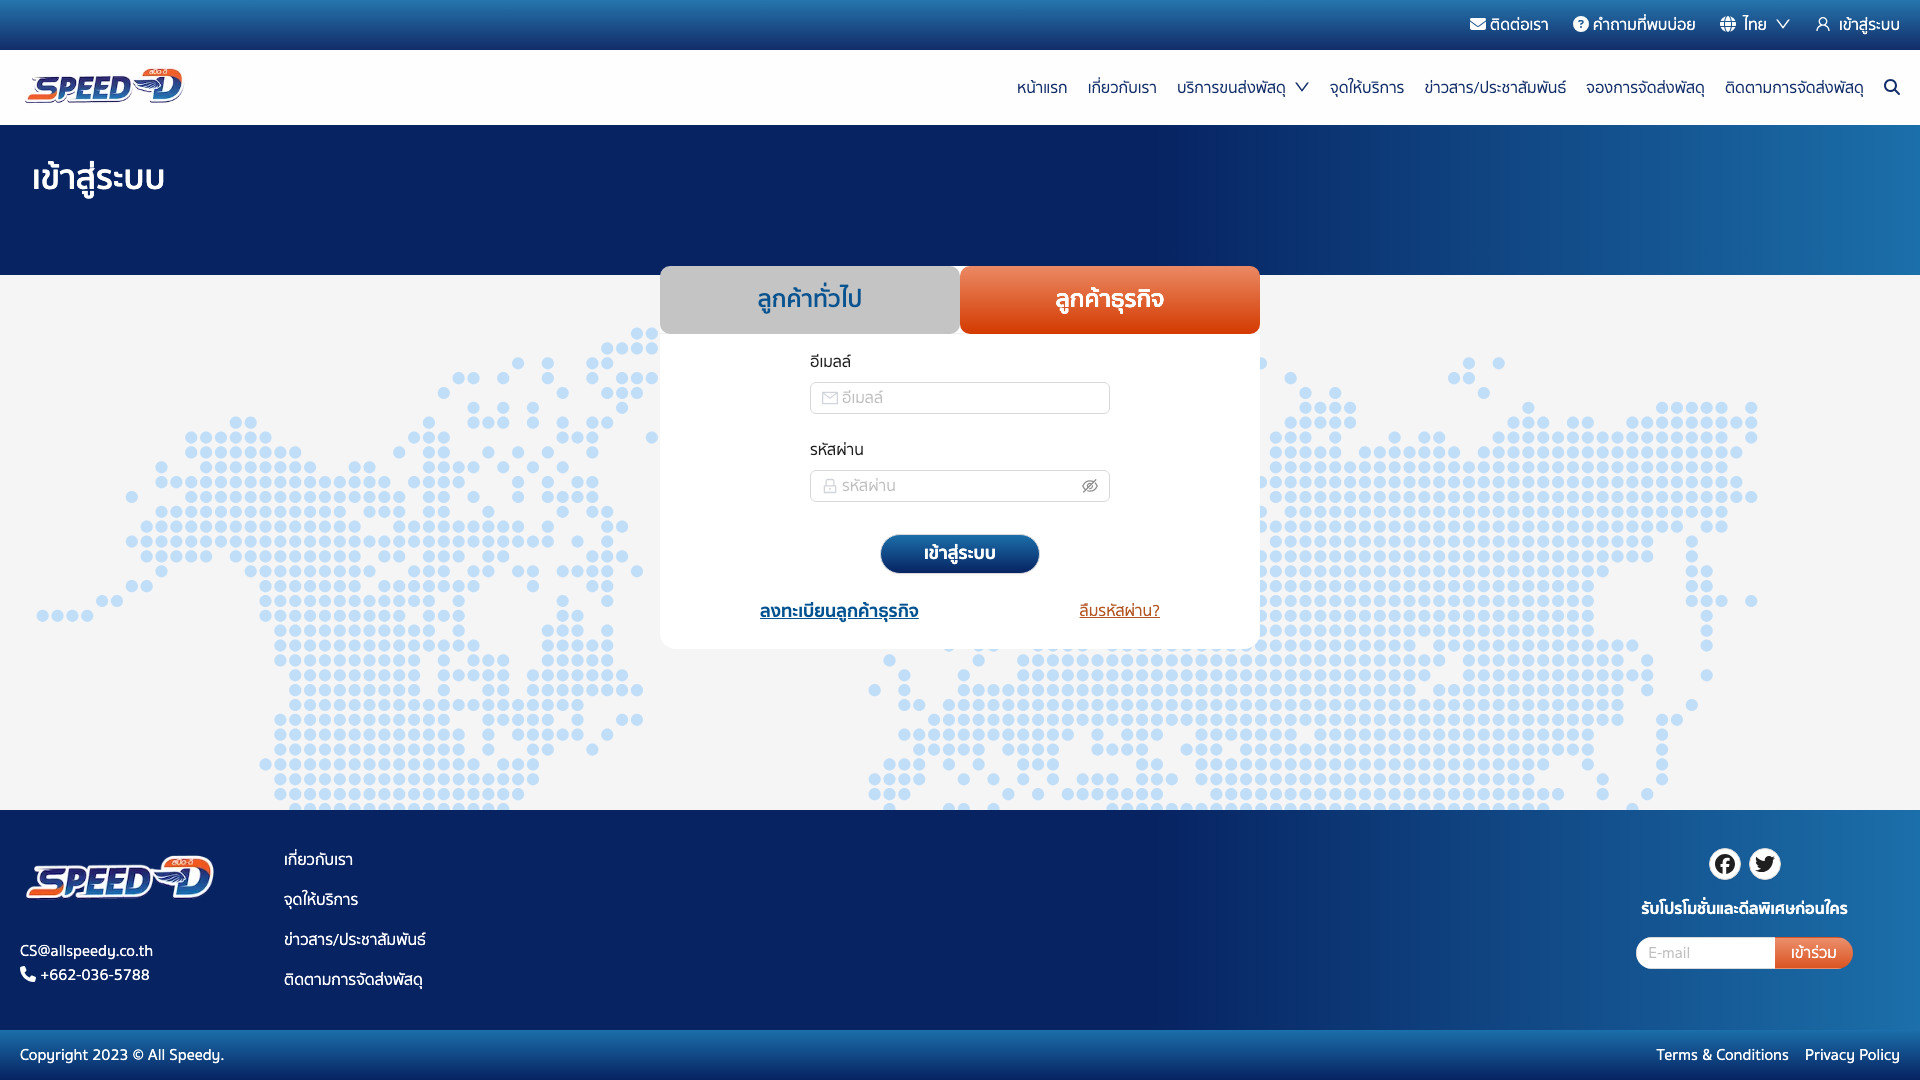 ติดต่อเรา
คำถามที่พบบ่อย
ไทย
เข้าสู่ระบบ
SPEED-D
สปีด-ดี
หน้าแรก
เกี่ยวกับเรา
บริการขนส่งพัสดุ
จุดให้บริการ
ข่าวสาร/ประชาสัมพันธ์
จองการจัดส่งพัสดุ
ติดตามการจัดส่งพัสดุ
เข้าสู่ระบบ
ลูกค้าทั่วไป
ลูกค้าธุรกิจ
อีเมลล์
อีเมลล์
รหัสผ่าน
รหัสผ่าน
เข้าสู่ระบบ
ลงทะเบียนลูกค้าธุรกิจ
ลืมรหัสผ่าน?
SPEED-D
สปีด-ดี
CS@allspeedy.co.th
+662-036-5788
เกี่ยวกับเรา
จุดให้บริการ
ข่าวสาร/ประชาสัมพันธ์
ติดตามการจัดส่งพัสดุ
รับโปรโมชั่นและดีลพิเศษก่อนใคร
E-mail
เข้าร่วม
Copyright 2023 © All Speedy.
Terms & Conditions
Privacy Policy